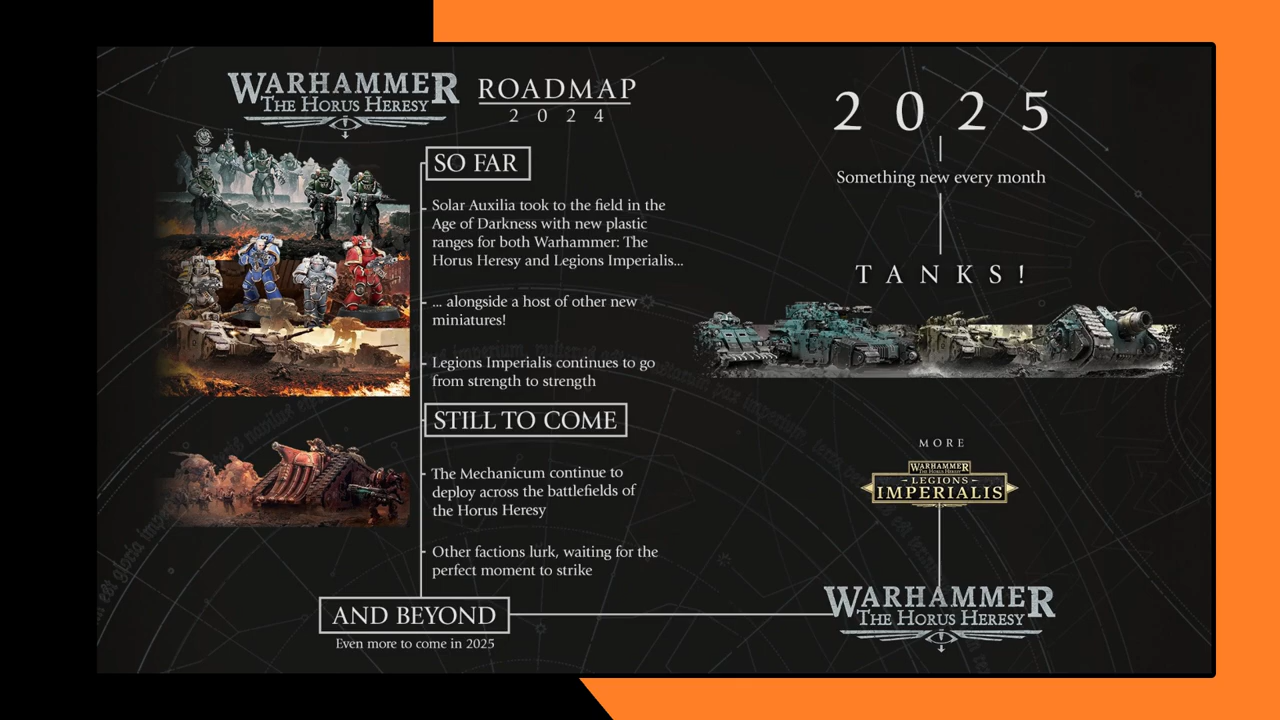 WARHAMMER
THE HORUS HERESY
ROADMAP
2024
SO FAR
Solar Auxilia took to the field in the
Age of Darkness with new plastic
ranges for both Warhammer: The
Horus Heresy and Legions Imperialis...
... alongside a host of other new
miniatures!
Legions Imperialis continues to go
from strength to strength
STILL TO COME
The Mechanicum continue to
deploy across the battlefields of
the Horus Heresy
Other factions lurk, waiting for the
perfect moment to strike
AND BEYOND
Even more to come in 2025
2025
Something new every month
TANKS!
MORE
WARHAMMER
THE HORUS HERESY
LEGIONS
IMPERIALIS
WARHAMMER
THE HORUS HERESY